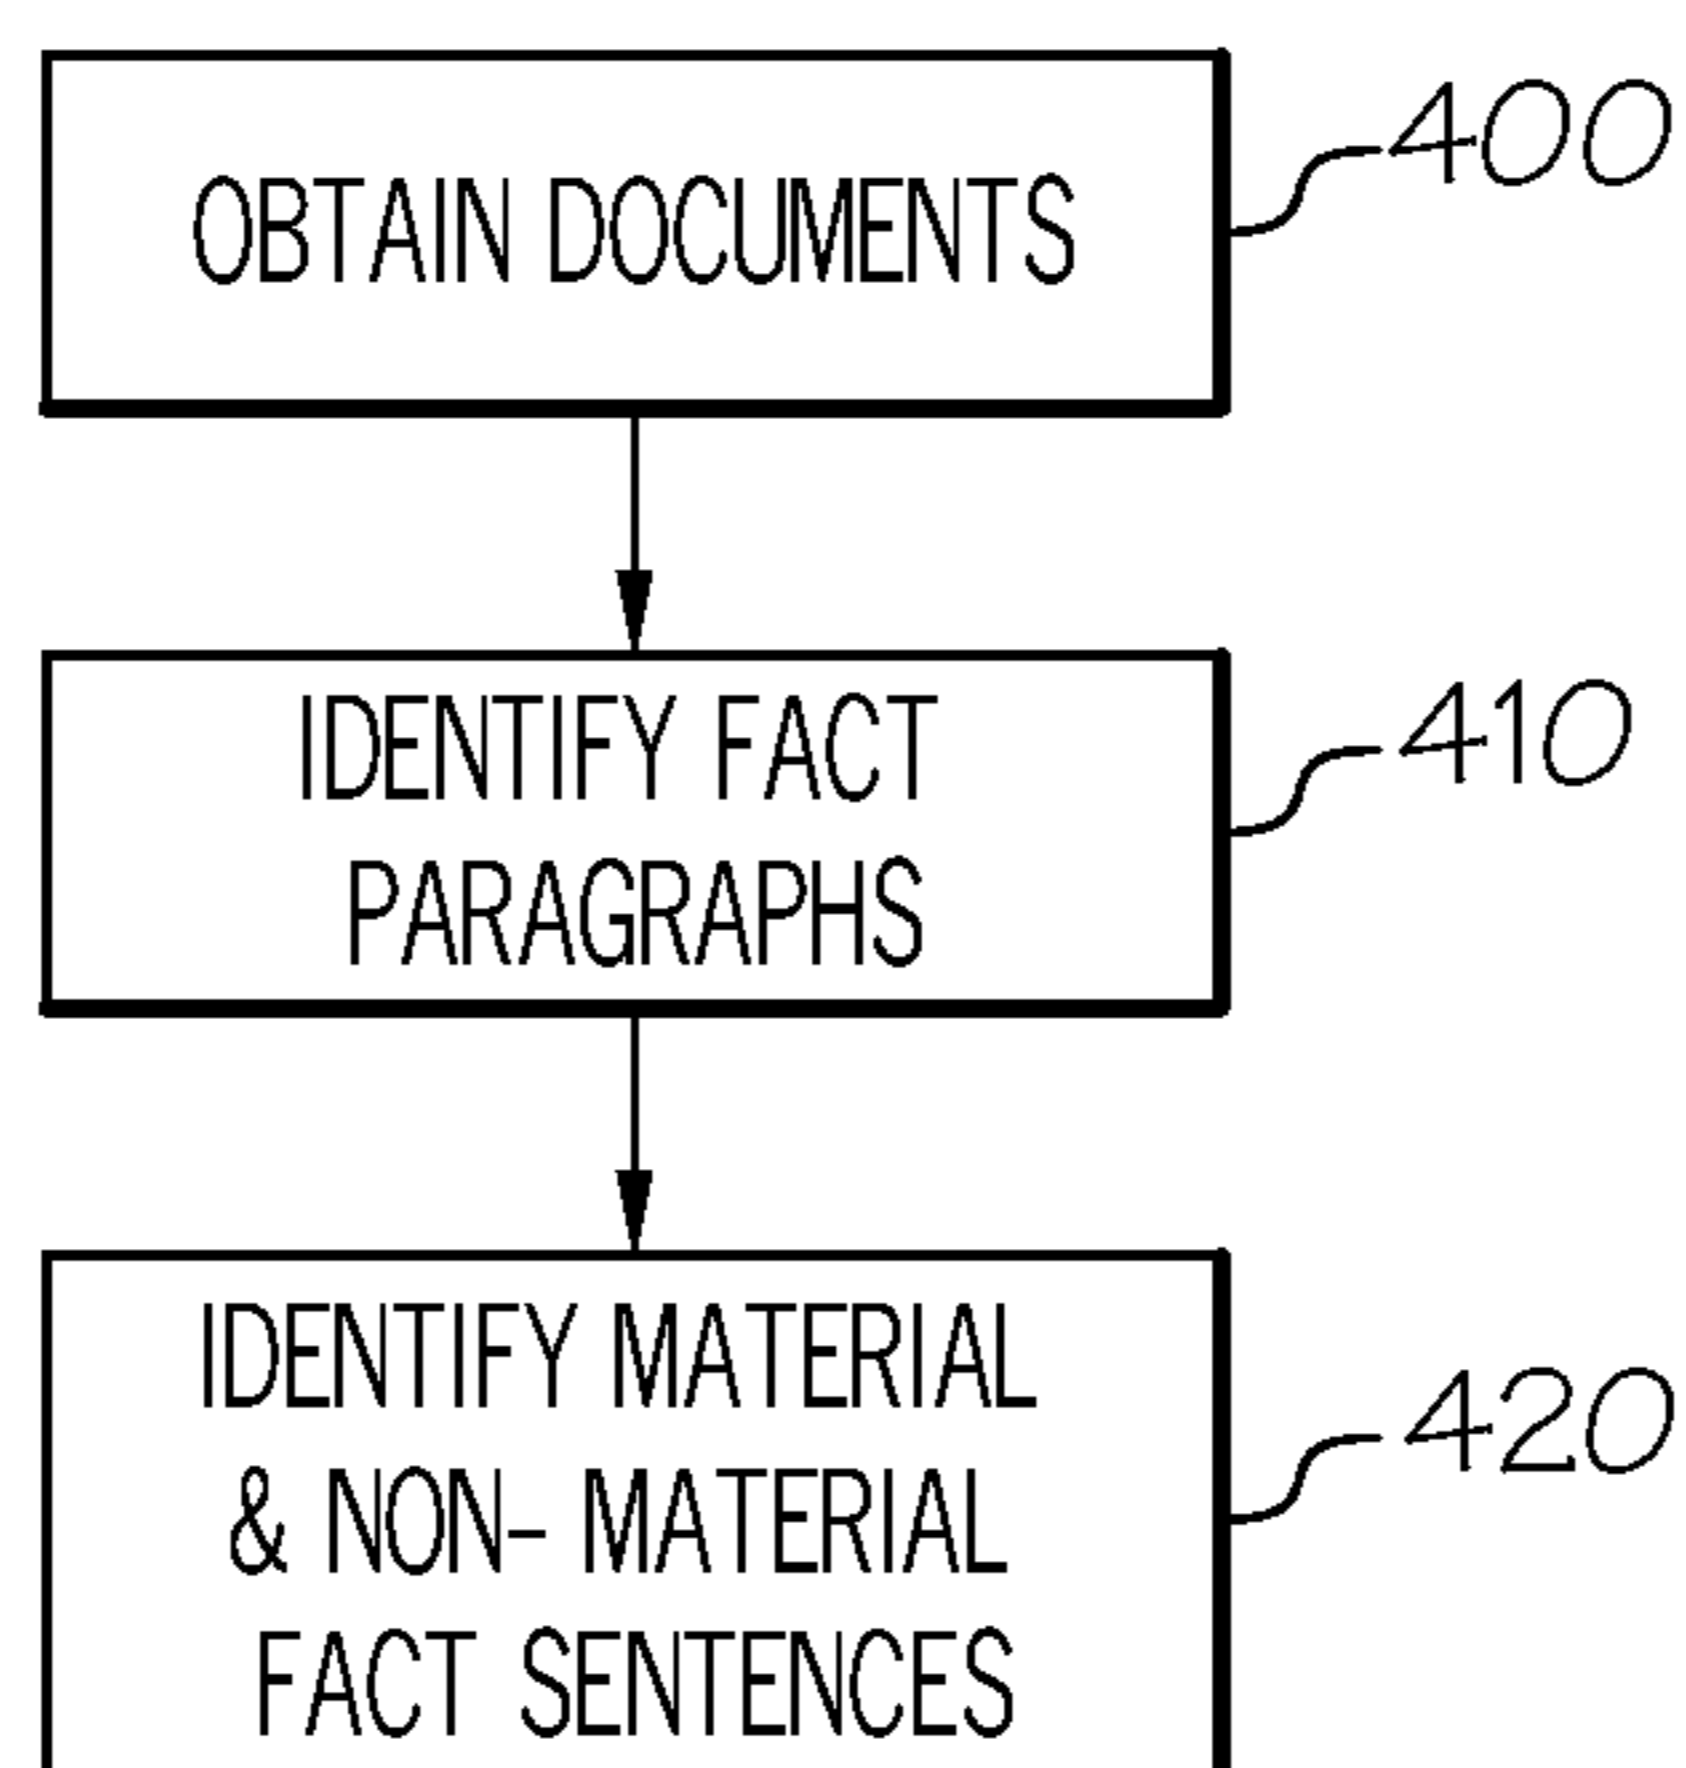 OBTAIN DOCUMENTS
400
IDENTIFY FACT
PARAGRAPHS
410
IDENTIFY MATERIAL
& NON- MATERIAL
FACT SENTENCES
420